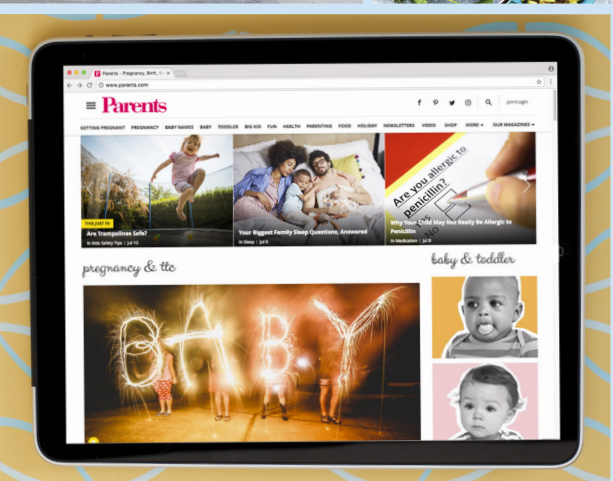 Parents - Pregnancy, Birth, B
www.parents.com
Parents
Join/Login
GETTING PREGNANT PREGNANCY BABY NAMES BABY TODDLER BIG KID FUN HEALTH PARENTING FOOD HOLIDAY NEWSLETTERS VIDEO SHOP MORE OUR MAGAZINES
THIS JUST IN
Are Trampolines Safe?
In Kids Safety Tips | Jul 10
Your Biggest Family Sleep Questions, Answered
In Sleep | Jul 9
Are you allergic to
penicillin?
No
Why Your Child May Not Really Be Allergic to
Penicillin
In Medication | Jul 8
pregnancy & ttc
baby & toddler
BABY